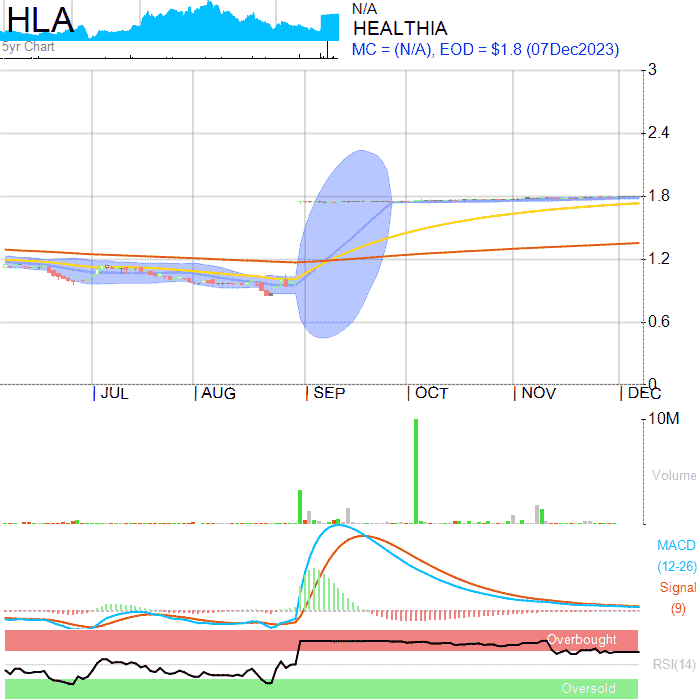 HLA
5yr Chart
N/A
HEALTHIA
MC = (N/A), EOD = $1.8 (07Dec2023)
3
2.4
1.8
1.2
0.6
0
JUL
AUG
SEP
OCT
NOV
DEC
10M
Volume
MACD
(12-26)
Signal
(9)
Overbought
RSI(14)
Oversold